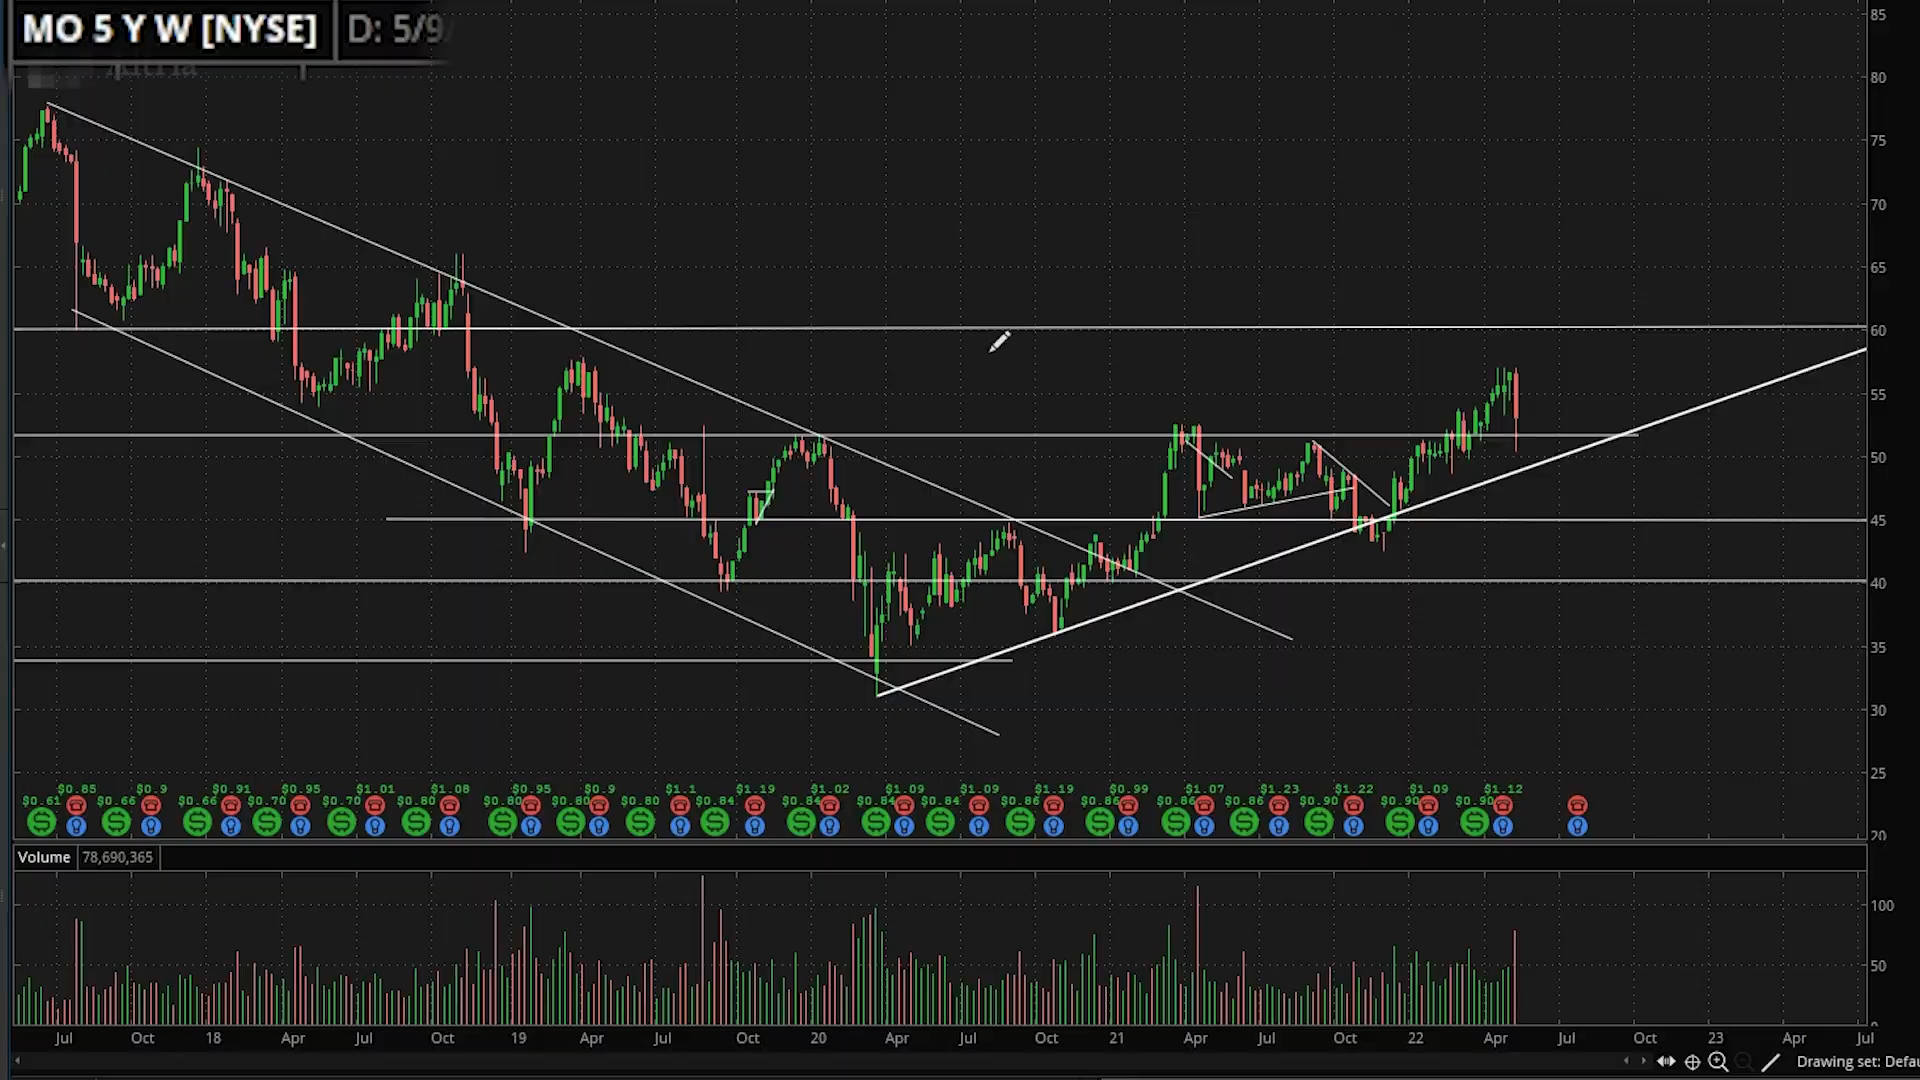 MO 5 Y W [NYSE] D: 5/9/
Altria
85
80
75
70
65
60
55
50
45
40
35
30
25
20
$0.85 $0.9 $0.91 $0.95 $1.01 $1.08 $0.95 $0.9 $1.1 $1.19 $1.02 $1.09 $1.09 $1.19 $0.99 $1.07 $1.23 $1.22 $1.09 $1.12
$0.61 $0.66 $0.66 $0.70 $0.70 $0.80 $0.80 $0.80 $0.80 $0.84 $0.84 $0.84 $0.84 $0.86 $0.86 $0.86 $0.86 $0.90 $0.90 $0.90
Volume 78,690,365
100
50
Jul Oct 18 Apr Jul Oct 19 Apr Jul Oct 20 Apr Jul Oct 21 Apr Jul Oct 22 Apr Jul Oct 23 Apr Jul
Drawing set: Defau